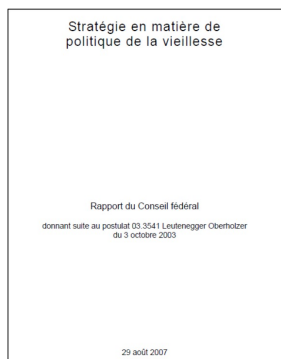 Stratégie en matière de
politique de la vieillesse
Rapport du Conseil fédéral
donnant suite au postulat 03.3541 Leutenegger Oberholzer
du 3 octobre 2003
29 août 2007